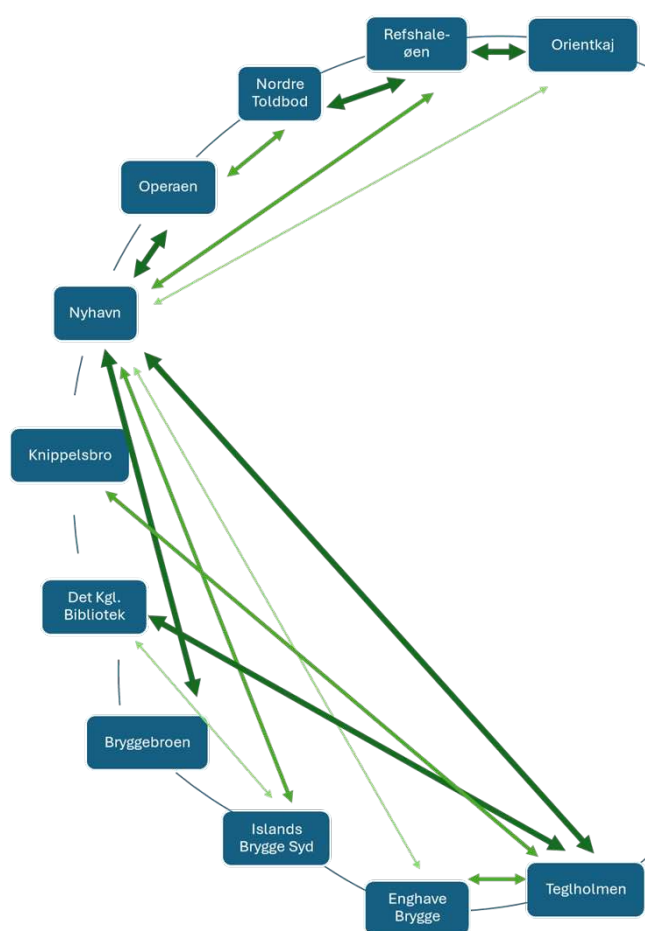 Refshale-
øen
Orientkaj
Nordre
Toldbod
Operaen
Nyhavn
Knippelsbro
Det Kgl.
Bibliotek
Bryggebroen
Islands
Brygge Syd
Enghave
Brygge
Teglholmen